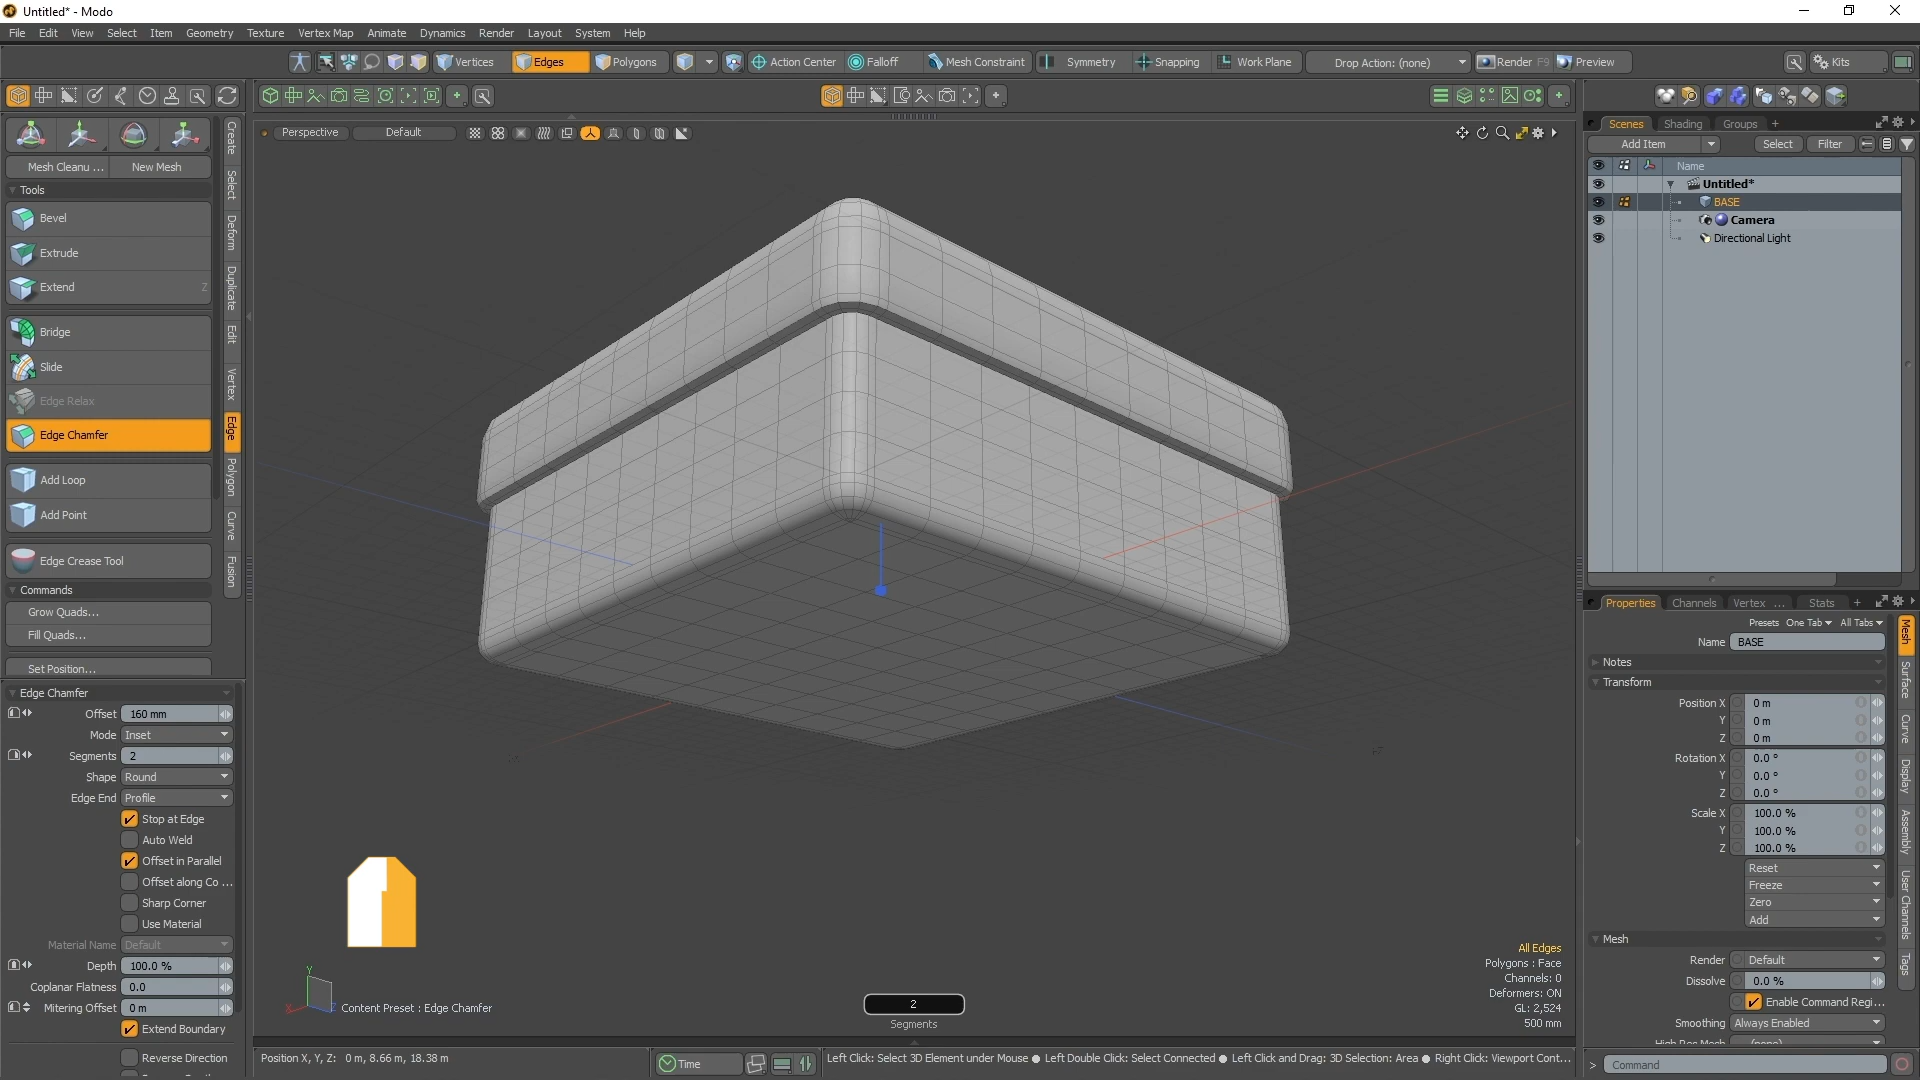 Untitled* - Modo
File Edit View Select Item Geometry Texture Vertex Map Animate Dynamics Render Layout System Help
Vertices Edges Polygons Action Center Falloff Mesh Constraint Symmetry Snapping Work Plane Drop Action: (none) Render F9 Preview Kits
Perspective Default
Mesh Cleanu ... New Mesh
Tools
Bevel
Extrude
Extend Z
Bridge
Slide
Edge Relax
Edge Chamfer
Add Loop
Add Point
Edge Crease Tool
Commands
Grow Quads...
Fill Quads...
Set Position...
Create
Select
Deform
Duplicate
Edit
Vertex
Edge
Polygon
Curve
Fusion
Edge Chamfer
Offset 160 mm
Mode Inset
Segments 2
Shape Round
Edge End Profile
Stop at Edge
Auto Weld
Offset in Parallel
Offset along Co ...
Sharp Corner
Use Material
Material Name Default
Depth 100.0 %
Coplanar Flatness 0.0
Mitering Offset 0 m
Extend Boundary
Reverse Direction
Y
X
Z
Content Preset : Edge Chamfer
2
Segments
All Edges
Polygons : Face
Channels: 0
Deformers: ON
GL: 2,524
500 mm
Position X, Y, Z: 0 m, 8.66 m, 18.38 m
Time
Left Click: Select 3D Element under Mouse ● Left Double Click: Select Connected ● Left Click and Drag: 3D Selection: Area ● Right Click: Viewport Cont...
Scenes Shading Groups +
Add Item Select Filter
Name
Untitled*
BASE
Camera
Directional Light
Properties Channels Vertex ... Stats +
Presets One Tab All Tabs
Name BASE
Notes
Transform
Position X 0 m
Y 0 m
Z 0 m
Rotation X 0.0 °
Y 0.0 °
Z 0.0 °
Scale X 100.0 %
Y 100.0 %
Z 100.0 %
Reset
Freeze
Zero
Add
Mesh
Render Default
Dissolve 0.0 %
Enable Command Regi...
Smoothing Always Enabled
High Res Mesh (none)
Mesh
Surface
Curve
Display
Assembly
User Channels
Tags
> Command